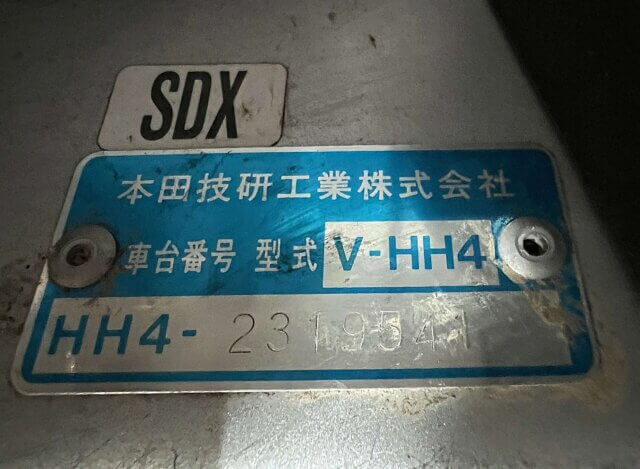 SDX
本田技研工業株式会社
車台番号 型式 V-HH4
HH4- 2319541